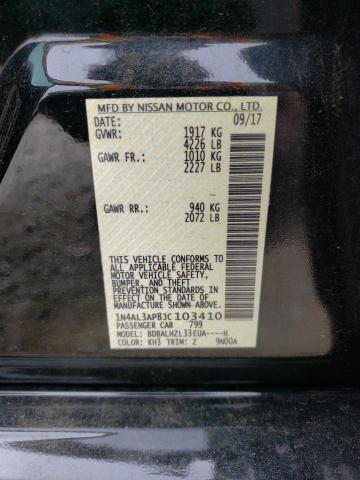 MFD BY NISSAN MOTOR CO., LTD.
DATE: 09/17
GVWR: 1917 KG
4226 LB
GAWR FR.: 1010 KG
2227 LB
GAWR RR.: 940 KG
2072 LB
THIS VEHICLE CONFORMS TO
ALL APPLICABLE FEDERAL
MOTOR VEHICLE SAFETY,
BUMPER, AND THEFT
PREVENTION STANDARDS IN
EFFECT ON THE DATE OF
MANUFACTURE SHOWN ABOVE.
1N4AL3AP8JC103410
PASSENGER CAR 799
MODEL: BDBALHZL33EUA----H
COLOR: KH3 TRIM: Z 9N00A